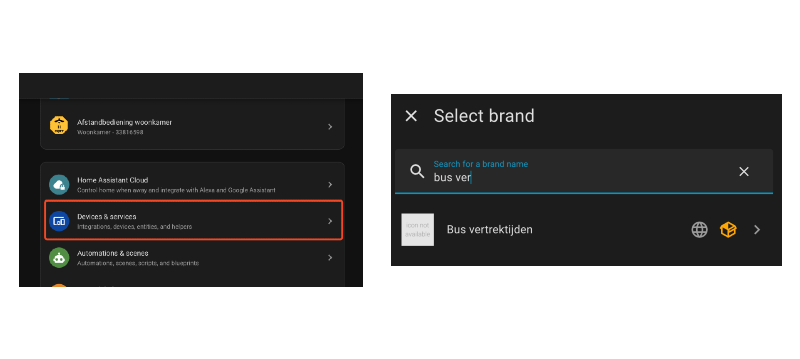 Afstandbediening woonkamer
Woonkamer - 33816598
Home Assistant Cloud
Control home when away and integrate with Alexa and Google Assistant
Devices & services
Integrations, devices, entities, and helpers
Automations & scenes
Automations, scenes, scripts, and blueprints
Select brand
Search for a brand name
bus ver
icon not
available
Bus vertrektijden